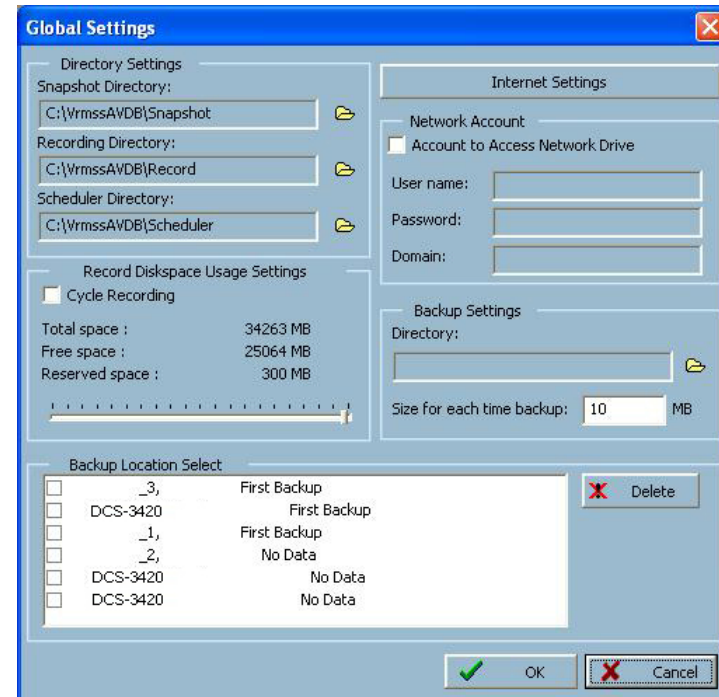 Global Settings
Directory Settings
Snapshot Directory:
C:\VrmssAVDB\Snapshot
Recording Directory:
C:\VrmssAVDB\Record
Scheduler Directory:
C:\VrmssAVDB\Scheduler
Record Diskspace Usage Settings
Cycle Recording
Total space : 34263 MB
Free space : 25064 MB
Reserved space : 300 MB
Internet Settings
Network Account
Account to Access Network Drive
User name:
Password:
Domain:
Backup Settings
Directory:
Size for each time backup: 10 MB
Backup Location Select
_3, First Backup
DCS-3420 First Backup
_1, First Backup
_2, No Data
DCS-3420 No Data
DCS-3420 No Data
Delete
OK
Cancel